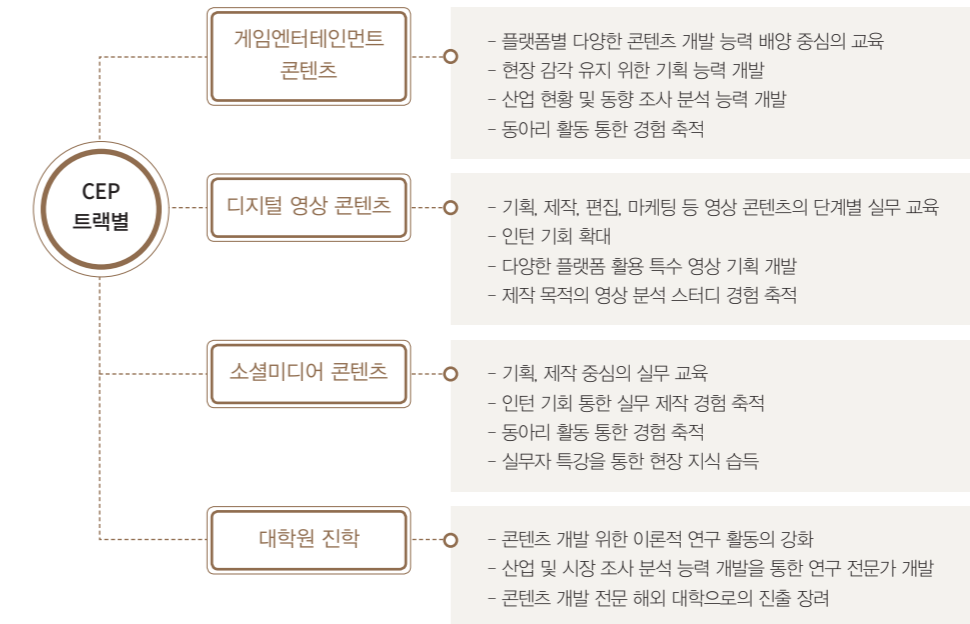 CEP
트랙별
게임엔터테인먼트
콘텐츠
- 플랫폼별 다양한 콘텐츠 개발 능력 배양 중심의 교육
- 현장 감각 유지 위한 기획 능력 개발
- 산업 현황 및 동향 조사 분석 능력 개발
- 동아리 활동 통한 경험 축적
디지털 영상 콘텐츠
- 기획, 제작, 편집, 마케팅 등 영상 콘텐츠의 단계별 실무 교육
- 인턴 기회 확대
- 다양한 플랫폼 활용 특수 영상 기획 개발
- 제작 목적의 영상 분석 스터디 경험 축적
소셜미디어 콘텐츠
- 기획, 제작 중심의 실무 교육
- 인턴 기회 통한 실무 제작 경험 축적
- 동아리 활동 통한 경험 축적
- 실무자 특강을 통한 현장 지식 습득
대학원 진학
- 콘텐츠 개발 위한 이론적 연구 활동의 강화
- 산업 및 시장 조사 분석 능력 개발을 통한 연구 전문가 개발
- 콘텐츠 개발 전문 해외 대학으로의 진출 장려